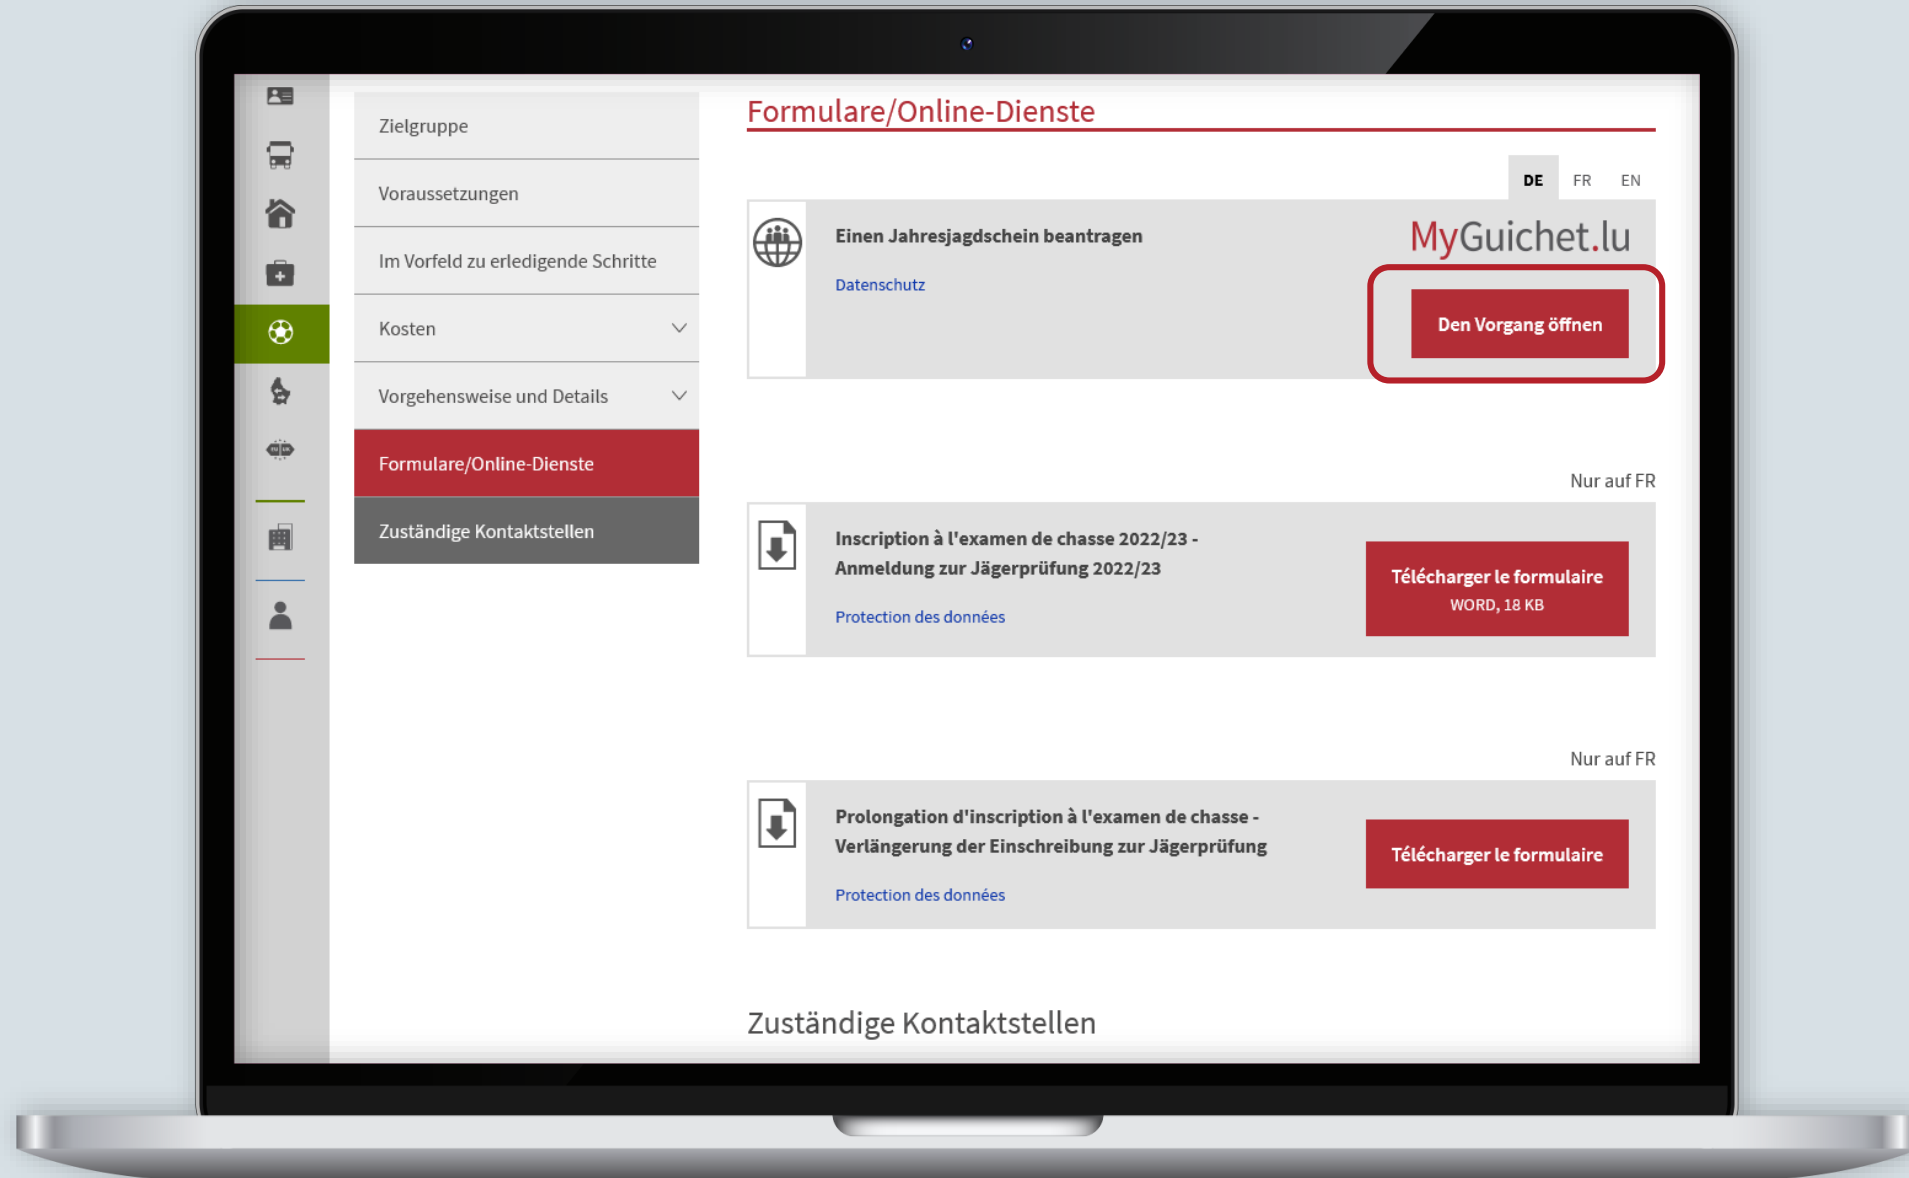 Zielgruppe
Voraussetzungen
Im Vorfeld zu erledigende Schritte
Kosten
Vorgehensweise und Details
Formulare/Online-Dienste
Zuständige Kontaktstellen
Formulare/Online-Dienste
DE FR EN
Einen Jahresjagdschein beantragen
Datenschutz
MyGuichet.lu
Den Vorgang öffnen
Nur auf FR
Inscription à l'examen de chasse 2022/23 -
Anmeldung zur Jägerprüfung 2022/23
Protection des données
Télécharger le formulaire
WORD, 18 KB
Nur auf FR
Prolongation d'inscription à l'examen de chasse -
Verlängerung der Einschreibung zur Jägerprüfung
Protection des données
Télécharger le formulaire
Zuständige Kontaktstellen